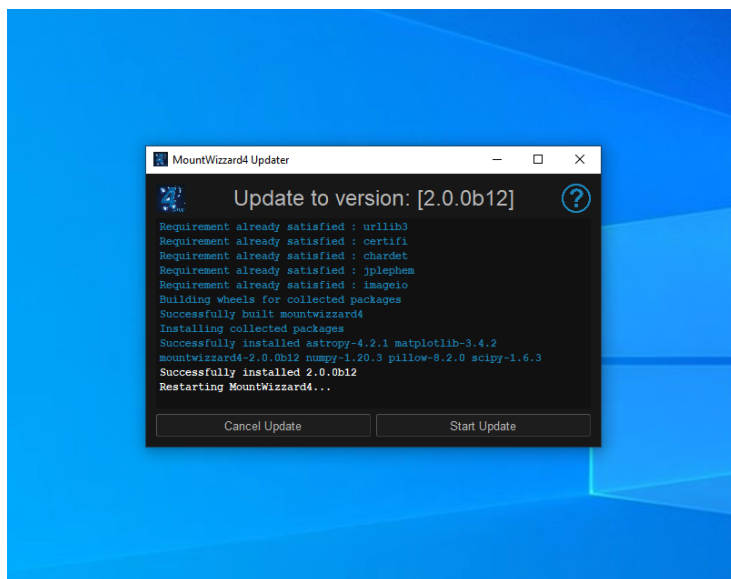 MountWizzard4 Updater
Update to version: [2.0.0b12]
Requirement already satisfied : urllib3
Requirement already satisfied : certifi
Requirement already satisfied : chardet
Requirement already satisfied : jplephem
Requirement already satisfied : imageio
Building wheels for collected packages
Successfully built mountwizzard4
Installing collected packages
Successfully installed astropy-4.2.1 matplotlib-3.4.2
mountwizzard4-2.0.0b12 numpy-1.20.3 pillow-8.2.0 scipy-1.6.3
Successfully installed 2.0.0b12
Restarting MountWizzard4...
Cancel Update
Start Update